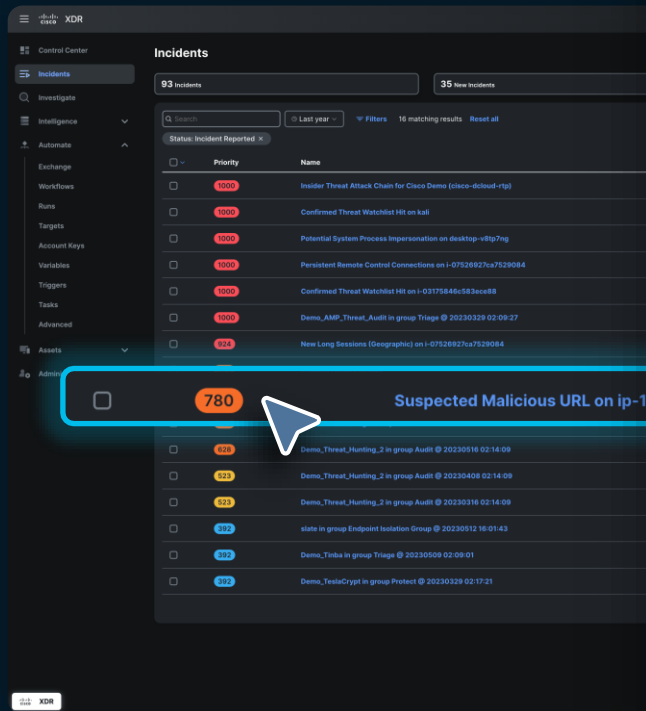 cisco XDR
Control Center
Incidents
Investigate
Intelligence
Automate
Exchange
Workflows
Runs
Targets
Account Keys
Variables
Triggers
Tasks
Advanced
Assets
Admin
Incidents
93 Incidents
35 New Incidents
Search
Last year
Filters
16 matching results
Reset all
Status: Incident Reported ×
Priority Name
1000 Insider Threat Attack Chain for Cisco Demo (cisco-dcloud-rtp)
1000 Confirmed Threat Watchlist Hit on kali
1000 Potential System Process Impersonation on desktop-v8tp7ng
1000 Persistent Remote Control Connections on i-07526927ca7529084
1000 Confirmed Threat Watchlist Hit on i-03175846c583ece88
1000 Demo_AMP_Threat_Audit in group Triage @ 20230329 02:09:27
924 New Long Sessions (Geographic) on i-07526927ca7529084
780 Suspected Malicious URL on ip-1
628 Demo_Threat_Hunting_2 in group Audit @ 20230516 02:14:09
523 Demo_Threat_Hunting_2 in group Audit @ 20230408 02:14:09
523 Demo_Threat_Hunting_2 in group Audit @ 20230316 02:14:09
392 slate in group Endpoint Isolation Group @ 20230512 16:01:43
392 Demo_Tinba in group Triage @ 20230509 02:09:01
392 Demo_TeslaCrypt in group Protect @ 20230329 02:17:21
cisco XDR